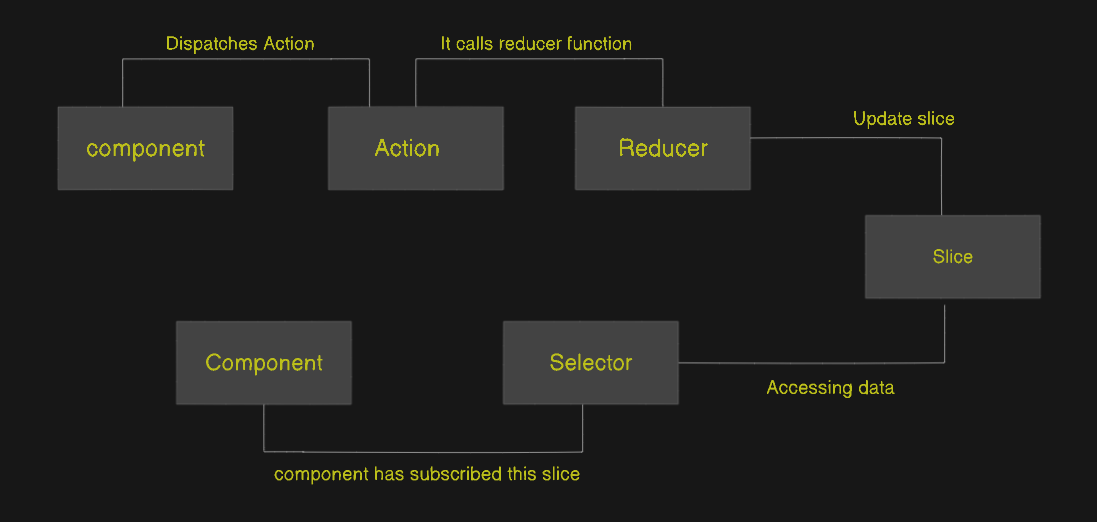 Dispatches Action
It calls reducer function
component
Action
Reducer
Update slice
Slice
Component
Selector
Accessing data
component has subscribed this slice